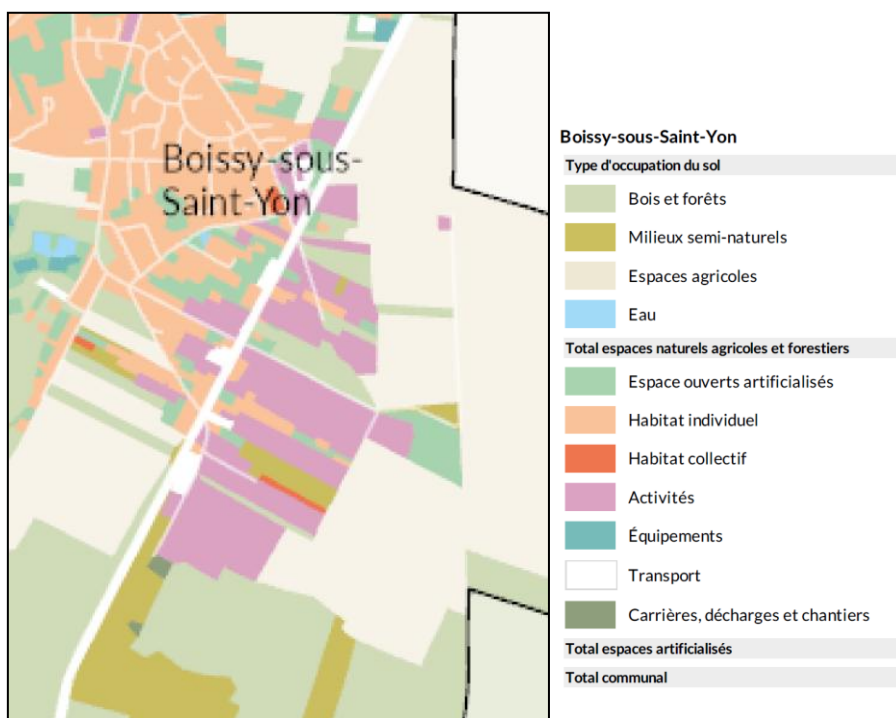 Boissy-sous-
Saint-Yon
Boissy-sous-Saint-Yon
Type d'occupation du sol
Bois et forêts
Milieux semi-naturels
Espaces agricoles
Eau
Total espaces naturels agricoles et forestiers
Espace ouverts artificialisés
Habitat individuel
Habitat collectif
Activités
Équipements
Transport
Carrières, décharges et chantiers
Total espaces artificialisés
Total communal